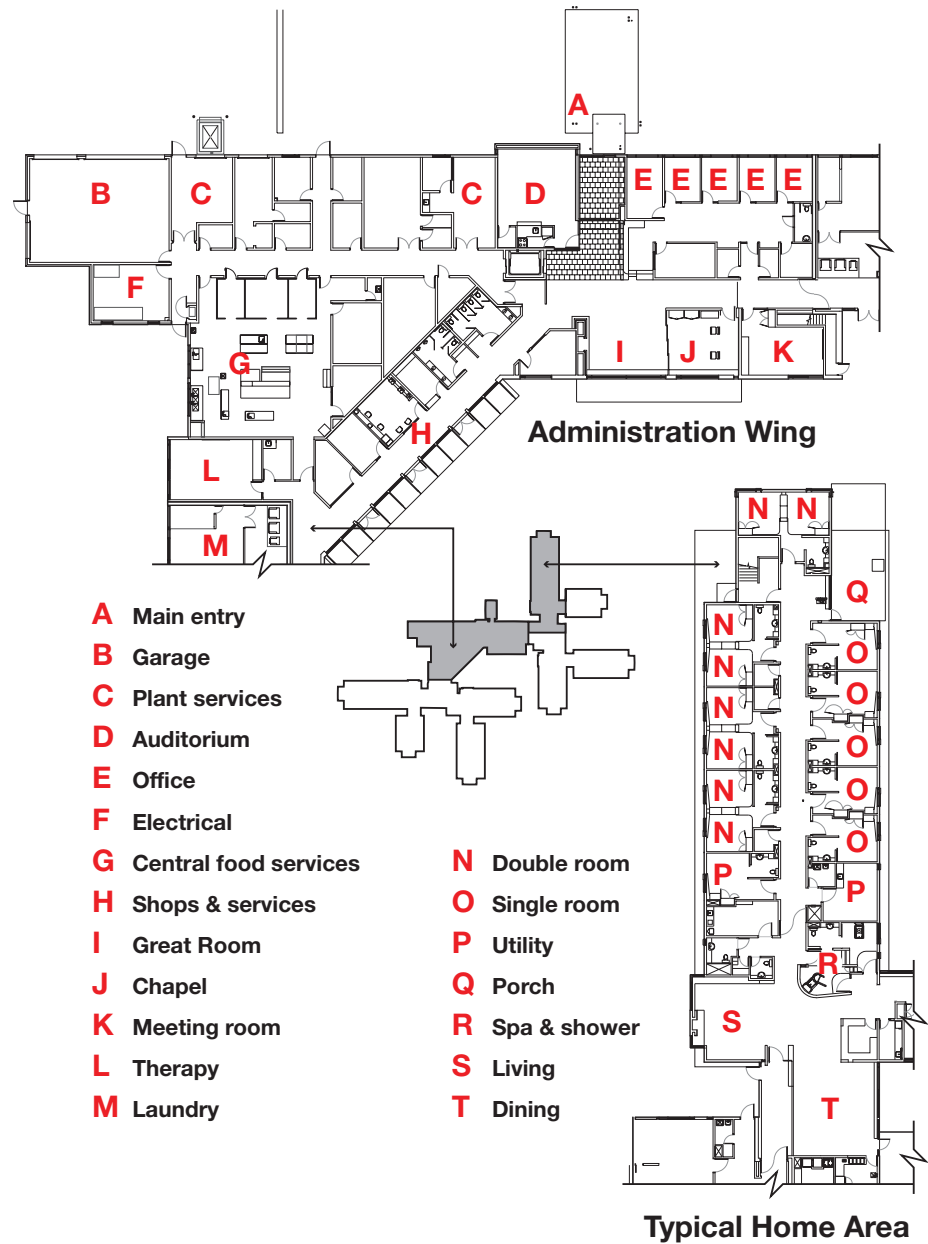 A
B
C
C
D
E
E
E
E
E
F
G
H
I
J
K
L
M
Administration Wing
N
N
Q
N
N
N
N
N
N
O
O
O
O
O
P
P
R
S
T
Typical Home Area
A Main entry
B Garage
C Plant services
D Auditorium
E Office
F Electrical
G Central food services
H Shops & services
I Great Room
J Chapel
K Meeting room
L Therapy
M Laundry
N Double room
O Single room
P Utility
Q Porch
R Spa & shower
S Living
T Dining